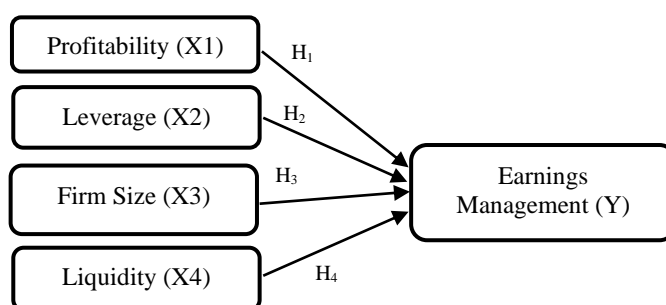 Profitability (X1)
H₁
Leverage (X2)
H₂
Firm Size (X3)
H₃
Liquidity (X4)
H₄
Earnings
Management (Y)